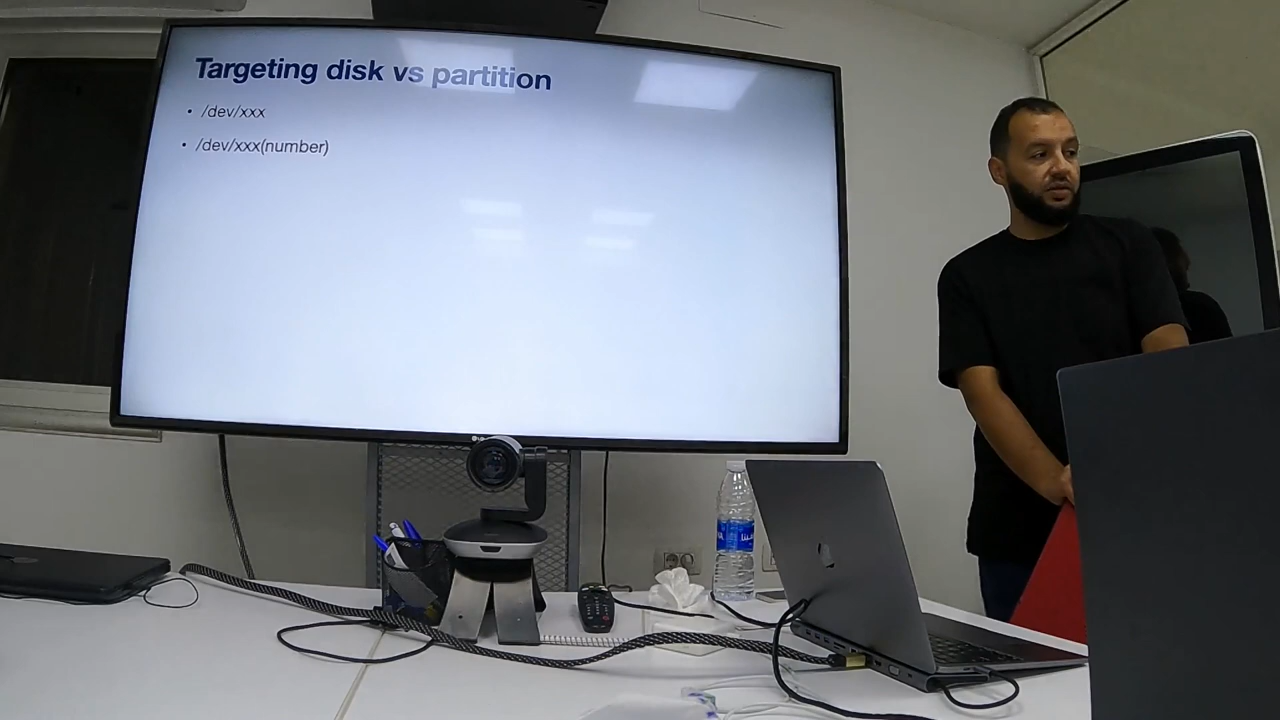 Targeting disk vs partition
• /dev/xxx
• /dev/xxx(number)